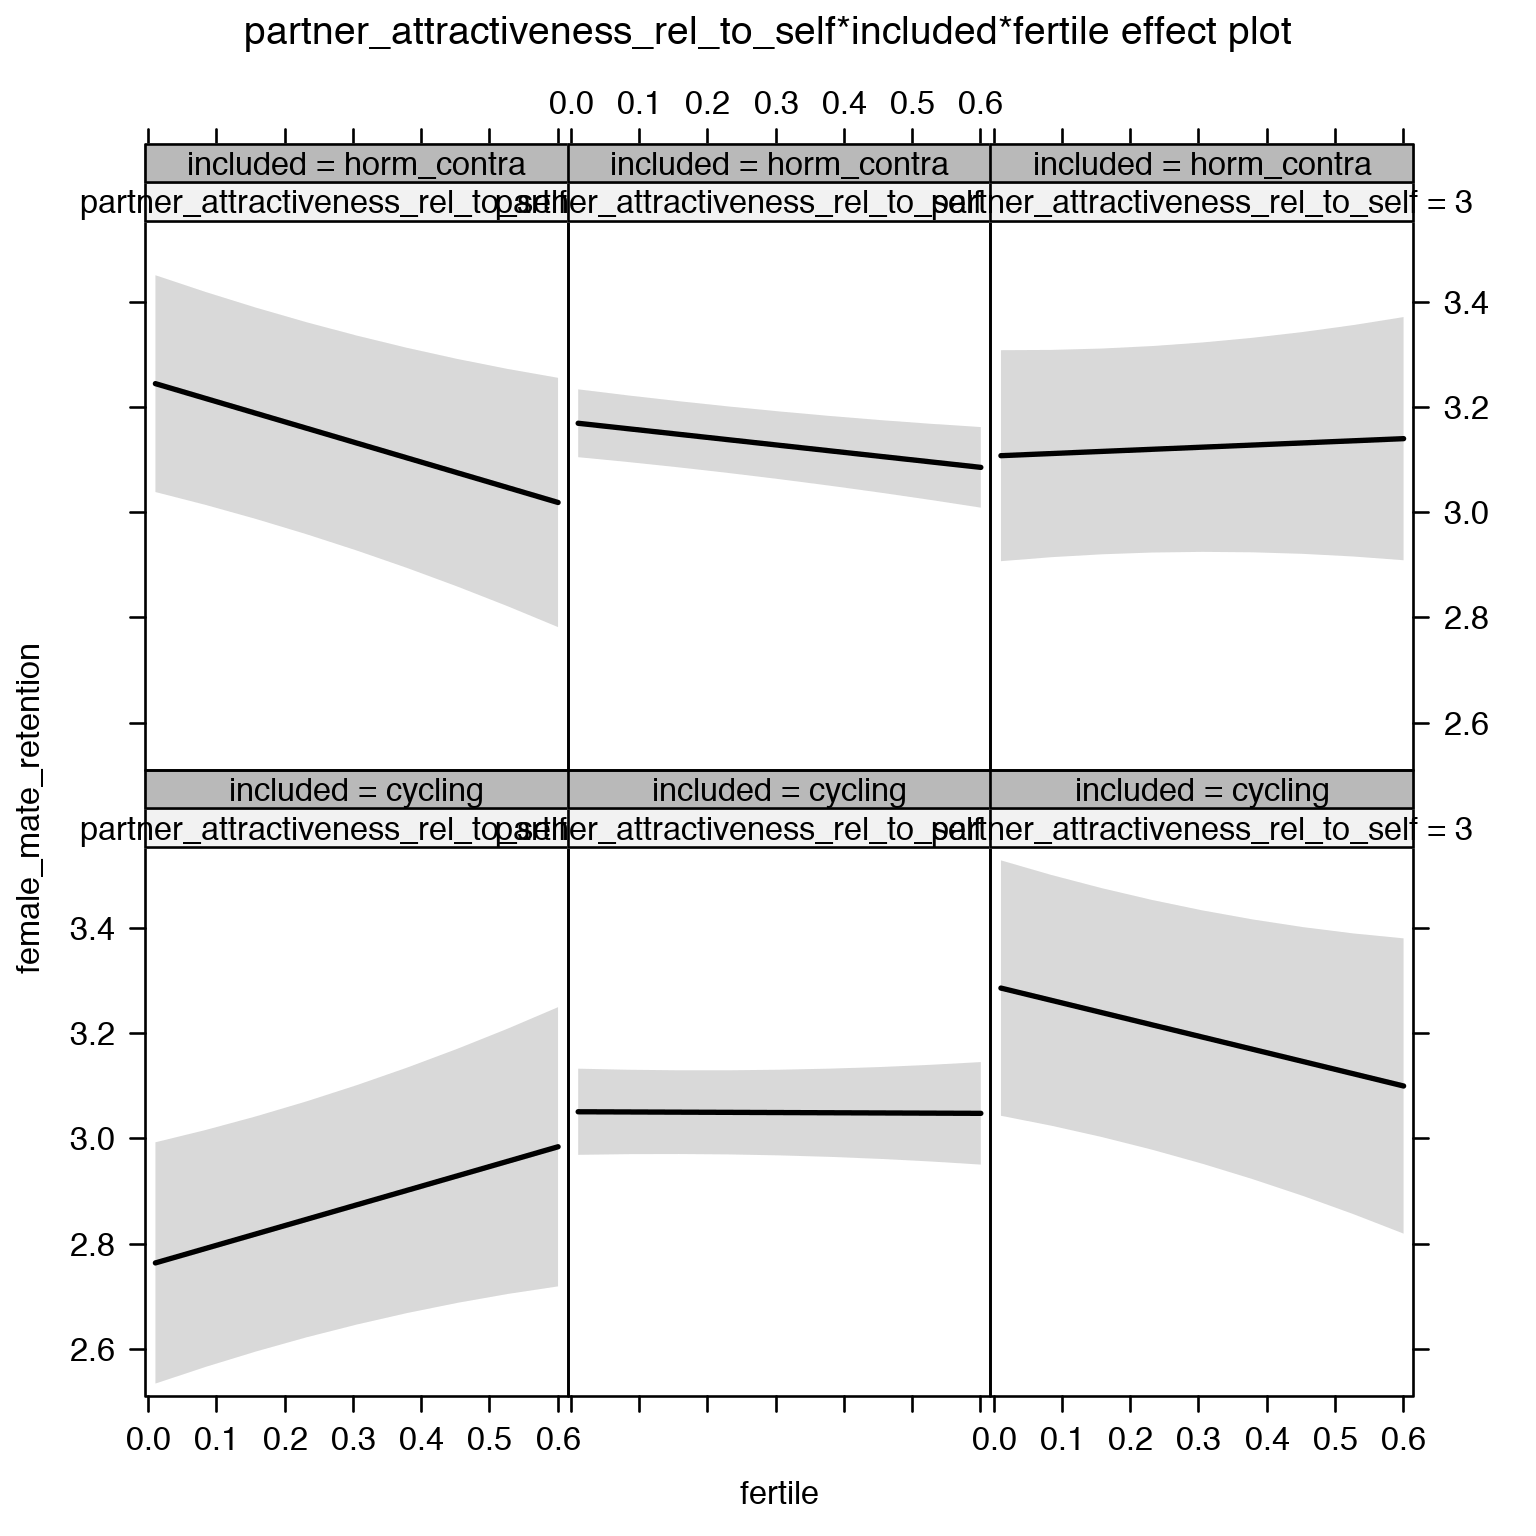 partner_attractiveness_rel_to_self*included*fertile effect plot
0.0 0.1 0.2 0.3 0.4 0.5 0.6
included = horm_contra included = horm_contra included = horm_contra
partner_attractiveness_rel_to_self partner_attractiveness_rel_to_self partner_attractiveness_rel_to_self = 3
3.4
3.2
3.0
2.8
2.6
female_mate_retention
included = cycling included = cycling included = cycling
partner_attractiveness_rel_to_self partner_attractiveness_rel_to_self partner_attractiveness_rel_to_self = 3
3.4
3.2
3.0
2.8
2.6
0.0 0.1 0.2 0.3 0.4 0.5 0.6 0.0 0.1 0.2 0.3 0.4 0.5 0.6
fertile